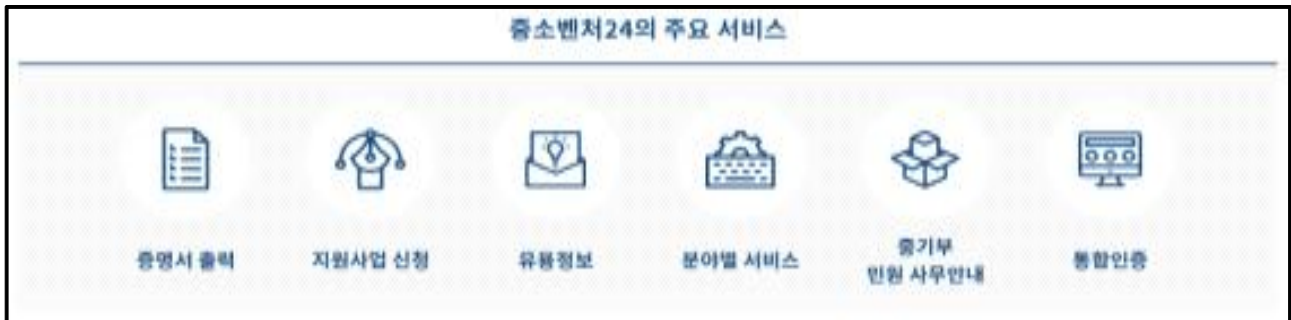 중소벤처24의 주요 서비스
증명서 출력
지원사업 신청
유용정보
분야별 서비스
중기부
민원 사무안내
통합인증